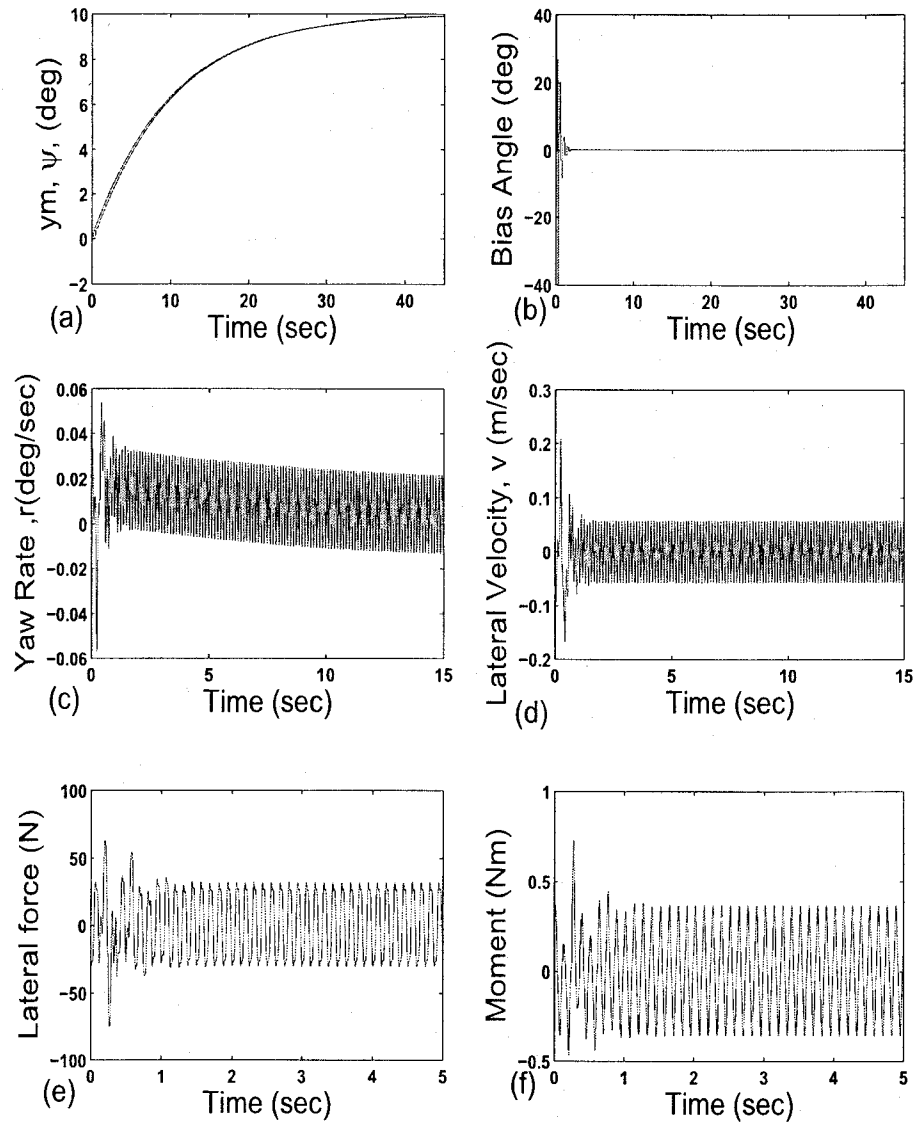 10
8
6
4
2
0
−2
ym, ψ, (deg)
0 10 20 30 40
(a)
Time (sec)
40
20
0
−20
−40
Bias Angle (deg)
0 10 20 30 40
(b)
Time (sec)
0.06
0.04
0.02
0
−0.02
−0.04
−0.06
Yaw Rate ,r(deg/sec)
0 5 10 15
(c)
Time (sec)
0.3
0.2
0.1
0
−0.1
−0.2
Lateral Velocity, v (m/sec)
0 5 10 15
(d)
Time (sec)
100
50
0
−50
−100
Lateral force (N)
0 1 2 3 4 5
(e)
Time (sec)
1
0.5
0
−0.5
Moment (Nm)
0 1 2 3 4 5
(f)
Time (sec)